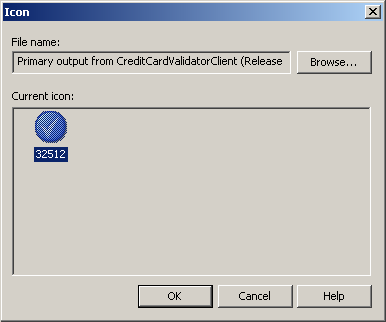 Icon
File name:
Primary output from CreditCardValidatorClient (Release
Browse...
Current icon:
32512
OK
Cancel
Help